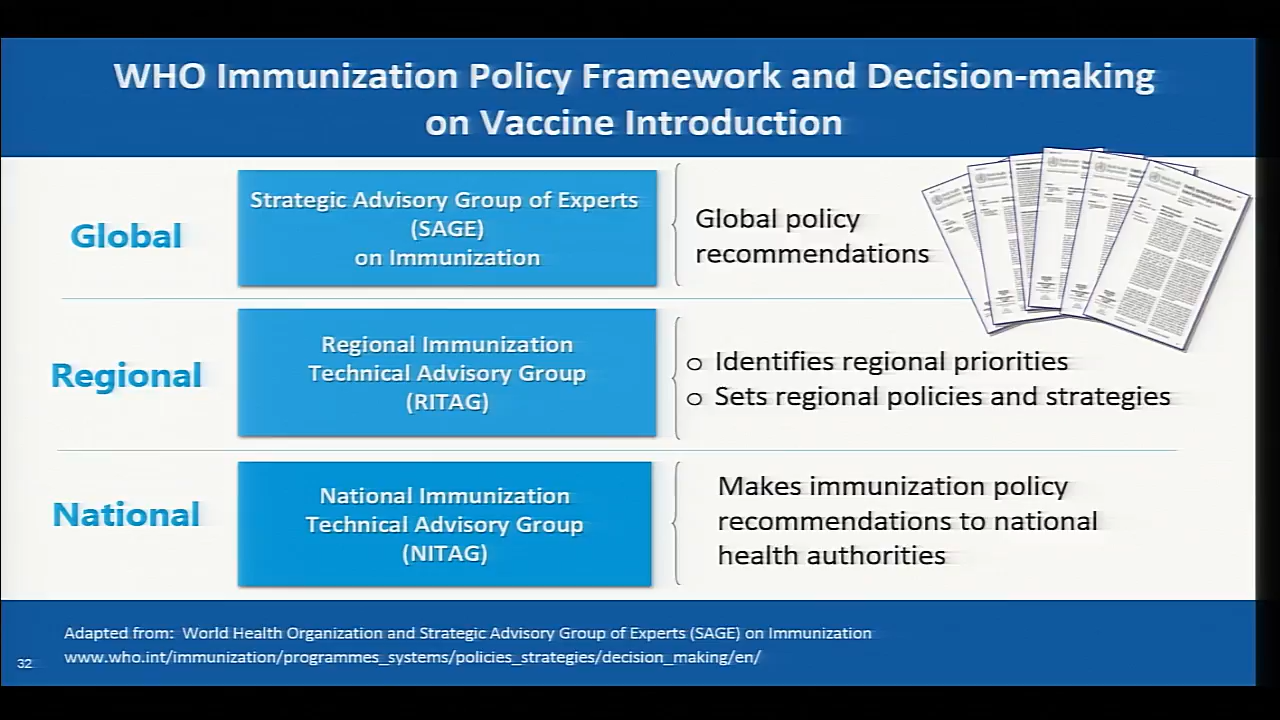 WHO Immunization Policy Framework and Decision-making
on Vaccine Introduction
Global
Strategic Advisory Group of Experts
(SAGE)
on Immunization
Global policy
recommendations
Regional
Regional Immunization
Technical Advisory Group
(RITAG)
o Identifies regional priorities
o Sets regional policies and strategies
National
National Immunization
Technical Advisory Group
(NITAG)
Makes immunization policy
recommendations to national
health authorities
Adapted from: World Health Organization and Strategic Advisory Group of Experts (SAGE) on Immunization
www.who.int/immunization/programmes_systems/policies_strategies/decision_making/en/
32